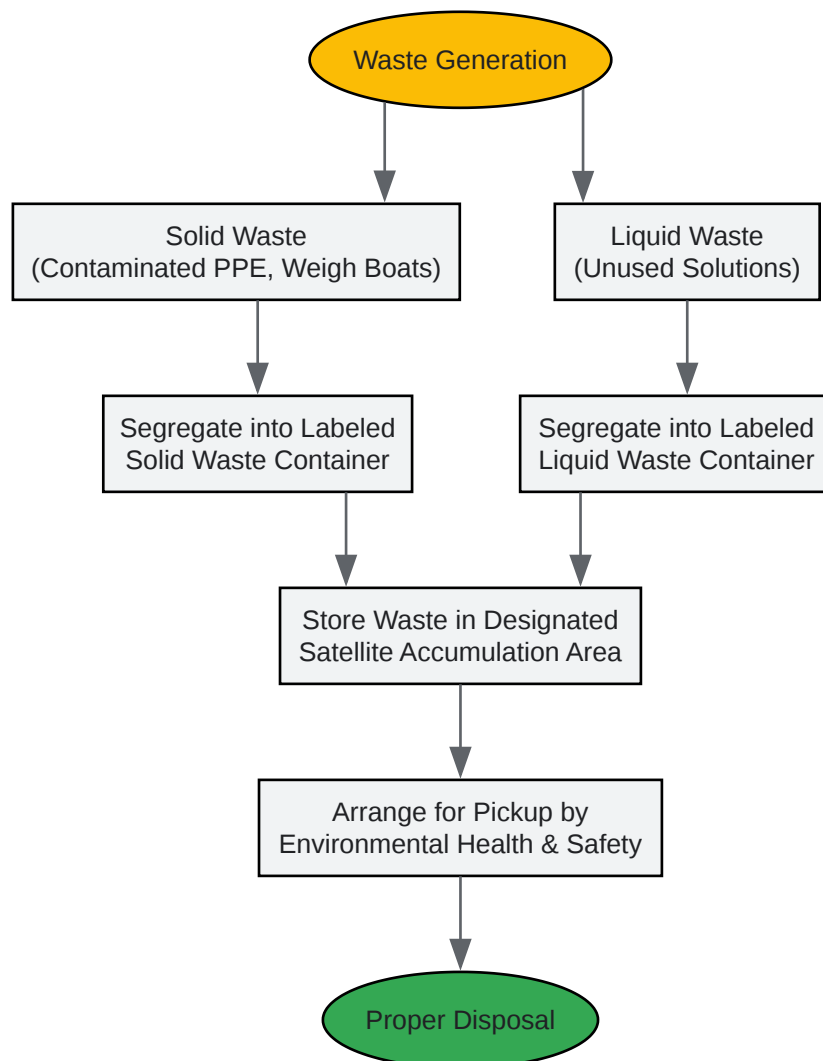 Waste Generation
Solid Waste
(Contaminated PPE, Weigh Boats)
Liquid Waste
(Unused Solutions)
Segregate into Labeled
Solid Waste Container
Segregate into Labeled
Liquid Waste Container
Store Waste in Designated
Satellite Accumulation Area
Arrange for Pickup by
Environmental Health & Safety
Proper Disposal